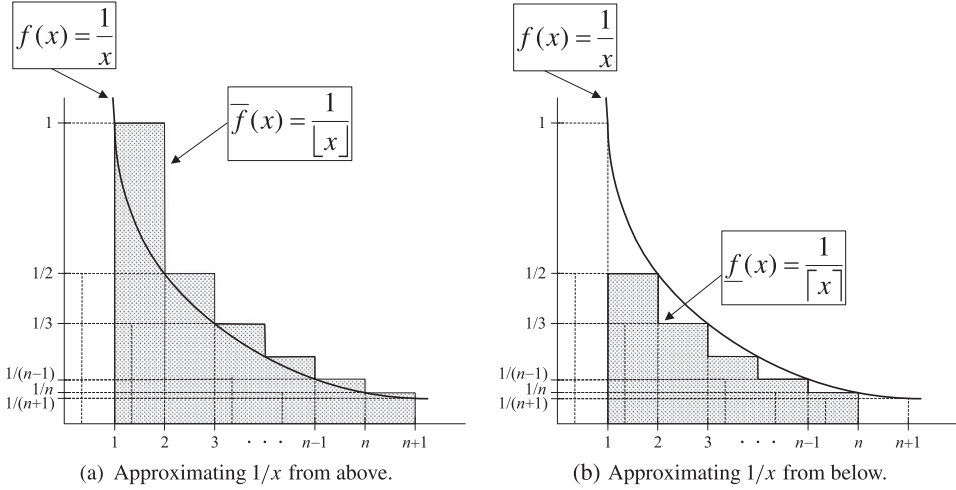 f(x) = 1/x
f̅(x) = 1/⌊x⌋
1
1/2
1/3
1/(n−1)
1/n
1/(n+1)
1 2 3 · · · n−1 n n+1
(a) Approximating 1/x from above.
f(x) = 1/x
f̲(x) = 1/⌈x⌉
1
1/2
1/3
1/(n−1)
1/n
1/(n+1)
1 2 3 · · · n−1 n n+1
(b) Approximating 1/x from below.